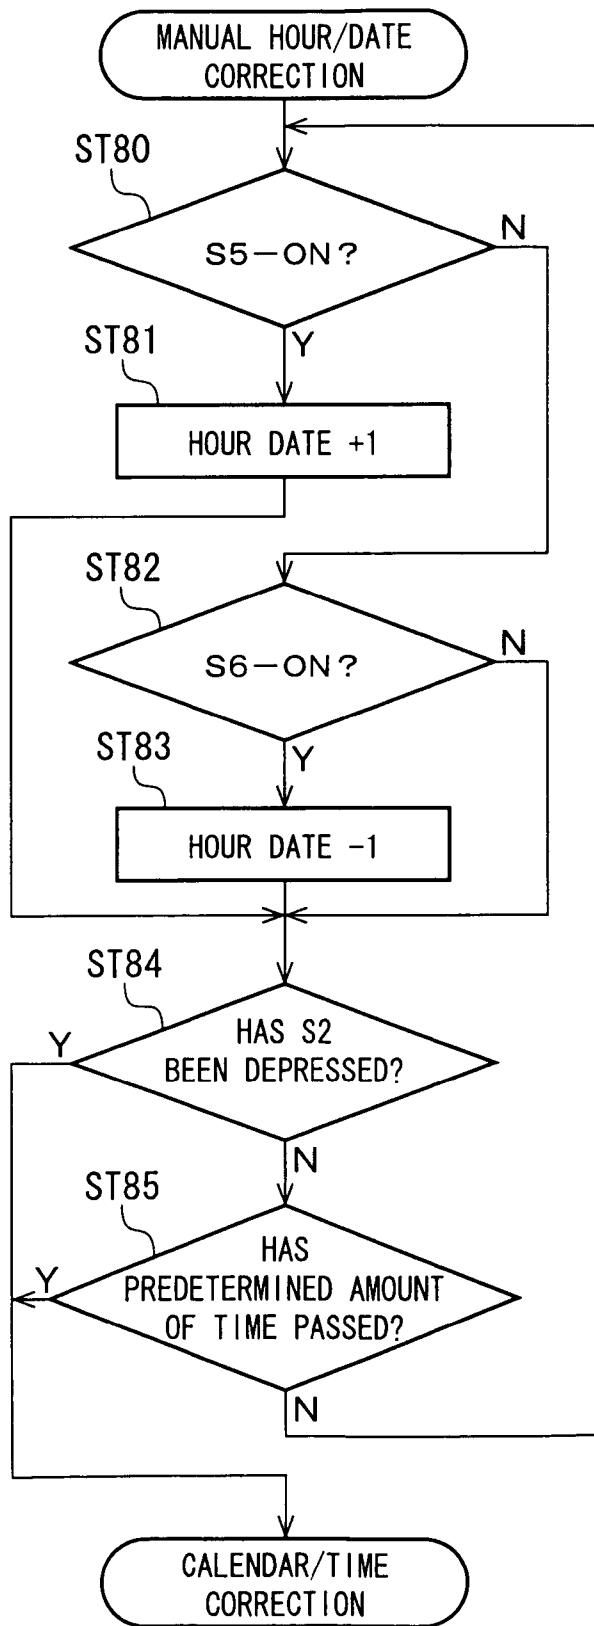 MANUAL HOUR/DATE
CORRECTION
ST80
S5-ON?
N
Y
ST81
HOUR DATE +1
ST82
S6-ON?
N
Y
ST83
HOUR DATE -1
ST84
HAS S2
BEEN DEPRESSED?
Y
N
ST85
HAS
PREDETERMINED AMOUNT
OF TIME PASSED?
Y
N
CALENDAR/TIME
CORRECTION